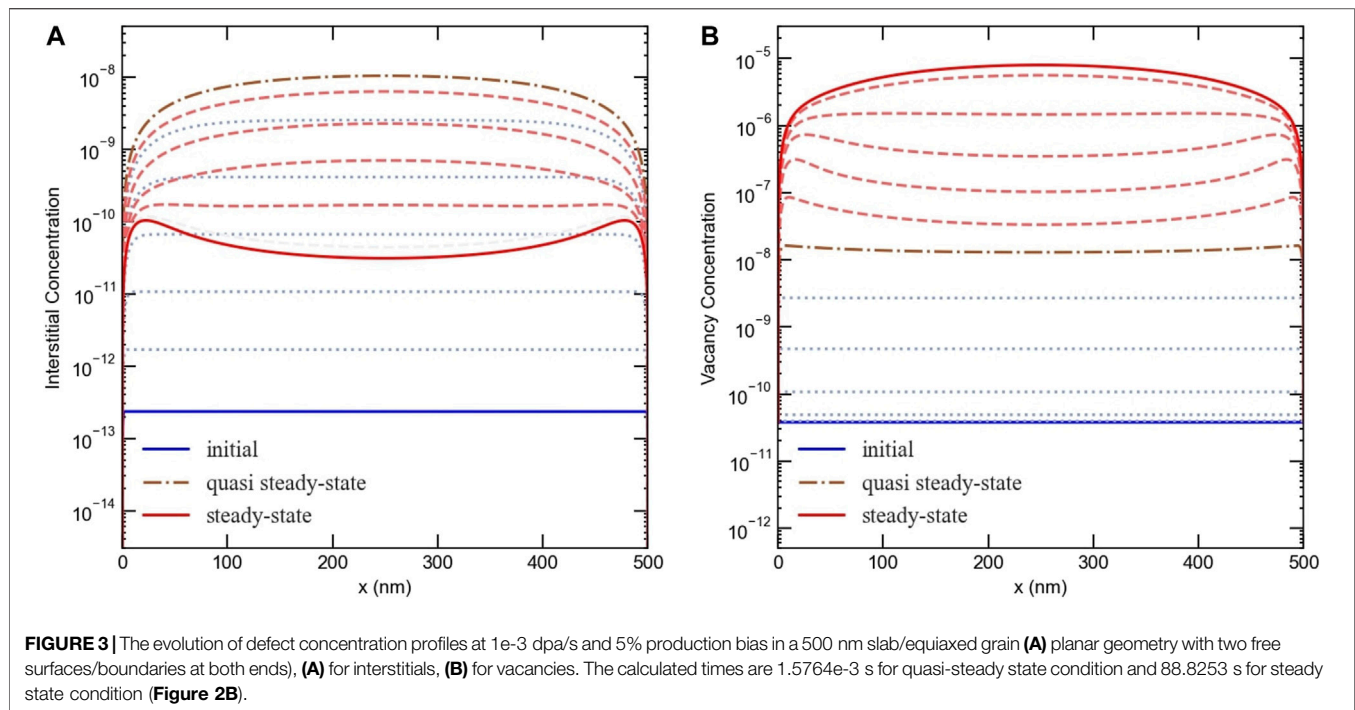 A
Interstitial Concentration
10⁻⁸
10⁻⁹
10⁻¹⁰
10⁻¹¹
10⁻¹²
10⁻¹³
10⁻¹⁴
initial
quasi steady-state
steady-state
0 100 200 300 400 500
x (nm)
B
Vacancy Concentration
10⁻⁵
10⁻⁶
10⁻⁷
10⁻⁸
10⁻⁹
10⁻¹⁰
10⁻¹¹
10⁻¹²
initial
quasi steady-state
steady-state
0 100 200 300 400 500
x (nm)
FIGURE 3 | The evolution of defect concentration profiles at 1e-3 dpa/s and 5% production bias in a 500 nm slab/equiaxed grain (A) planar geometry with two free
surfaces/boundaries at both ends), (A) for interstitials, (B) for vacancies. The calculated times are 1.5764e-3 s for quasi-steady state condition and 88.8253 s for steady
state condition (Figure 2B).